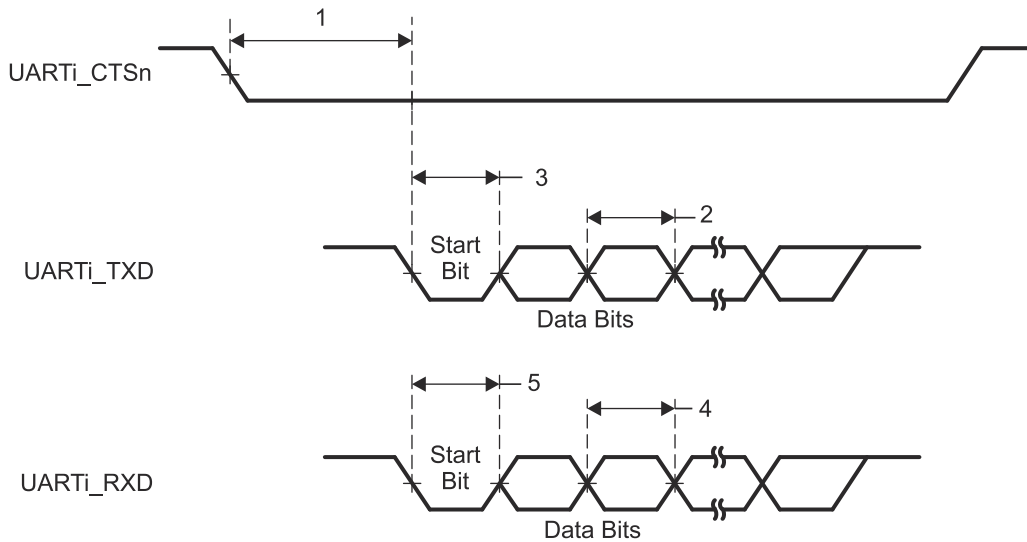 1
UARTi_CTSn
3
2
Start
Bit
UARTi_TXD
Data Bits
5
4
Start
Bit
UARTi_RXD
Data Bits